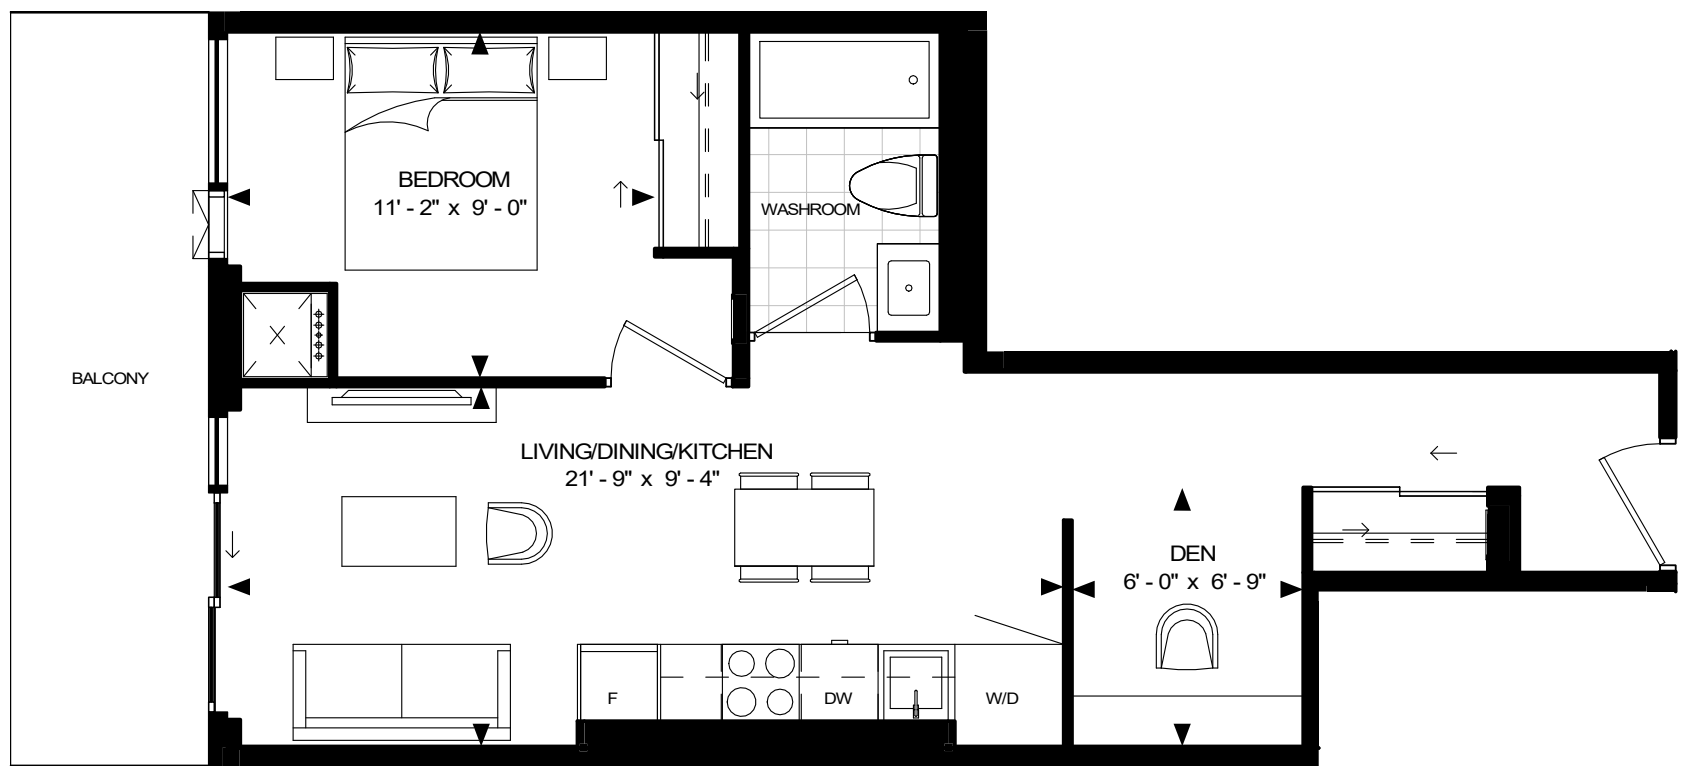 BEDROOM
11' - 2" x 9' - 0"
WASHROOM
BALCONY
LIVING/DINING/KITCHEN
21' - 9" x 9' - 4"
DEN
6' - 0" x 6' - 9"
F
DW
W/D